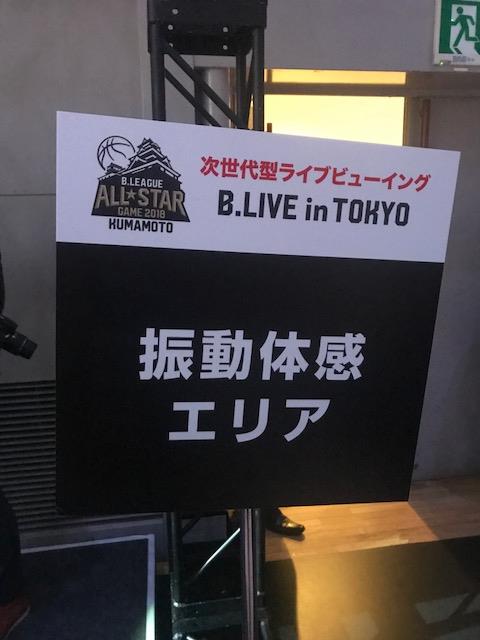 B.LEAGUE
ALL★STAR
GAME 2018
KUMAMOTO
次世代型ライブビューイング
B.LIVE in TOKYO
振動体感
エリア